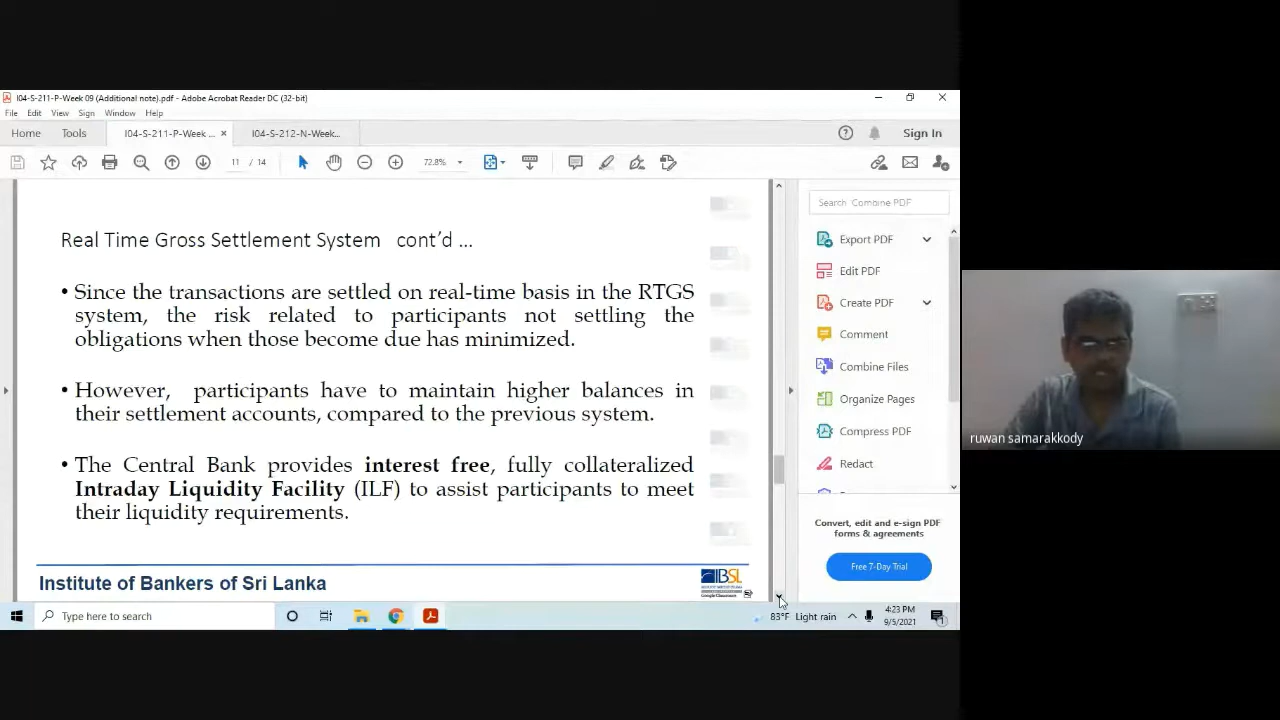 I04-S-211-P-Week 09 (Additional note).pdf - Adobe Acrobat Reader DC (32-bit)
File Edit View Sign Window Help
Home Tools I04-S-211-P-Week ... × I04-S-212-N-Week... Sign In
11 / 14 72.8%
Search 'Combine PDF'
Real Time Gross Settlement System cont’d …
• Since the transactions are settled on real-time basis in the RTGS
system, the risk related to participants not settling the
obligations when those become due has minimized.
• However, participants have to maintain higher balances in
their settlement accounts, compared to the previous system.
• The Central Bank provides interest free, fully collateralized
Intraday Liquidity Facility (ILF) to assist participants to meet
their liquidity requirements.
Institute of Bankers of Sri Lanka
IBSL
Export PDF
Edit PDF
Create PDF
Comment
Combine Files
Organize Pages
Compress PDF
Redact
Convert, edit and e-sign PDF
forms & agreements
Free 7-Day Trial
ruwan samarakkody
Type here to search
83°F Light rain
4:23 PM
9/5/2021